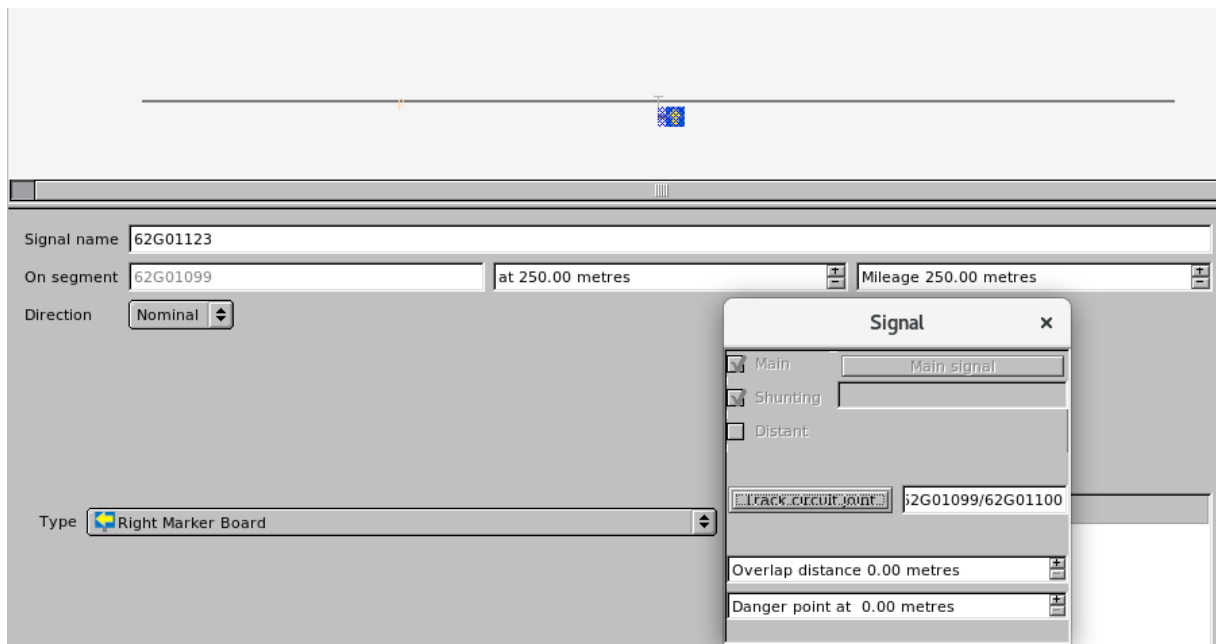 Signal name 62G01123
On segment 62G01099 at 250.00 metres Mileage 250.00 metres
Direction Nominal
Signal
Main Main signal
Shunting
Distant
Track circuit joint 62G01099/62G01100
Type Right Marker Board
Overlap distance 0.00 metres
Danger point at 0.00 metres